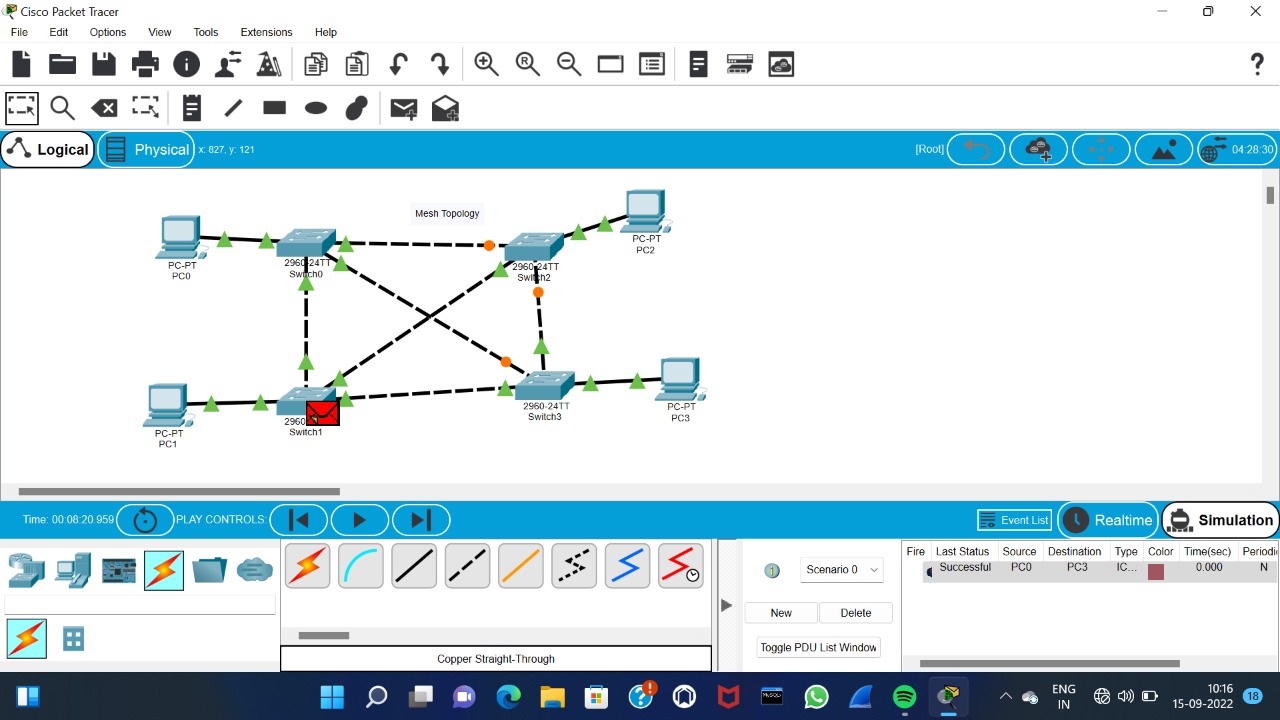 Cisco Packet Tracer
File Edit Options View Tools Extensions Help
Logical Physical x: 627, y: 121 [Root] 04:28:30
Mesh Topology
PC-PT
PC0
2960-24TT
Switch0
2960-24TT
Switch2
PC-PT
PC2
PC-PT
PC1
2960
Switch1
2960-24TT
Switch3
PC-PT
PC3
Time: 00:08:20.959 PLAY CONTROLS: Event List Realtime Simulation
Scenario 0
New Delete
Toggle PDU List Window
Fire Last Status Source Destination Type Color Time(sec) Periodi
Successful PC0 PC3 IC... 0.000 N
Copper Straight-Through
ENG
IN
10:16
15-09-2022
18